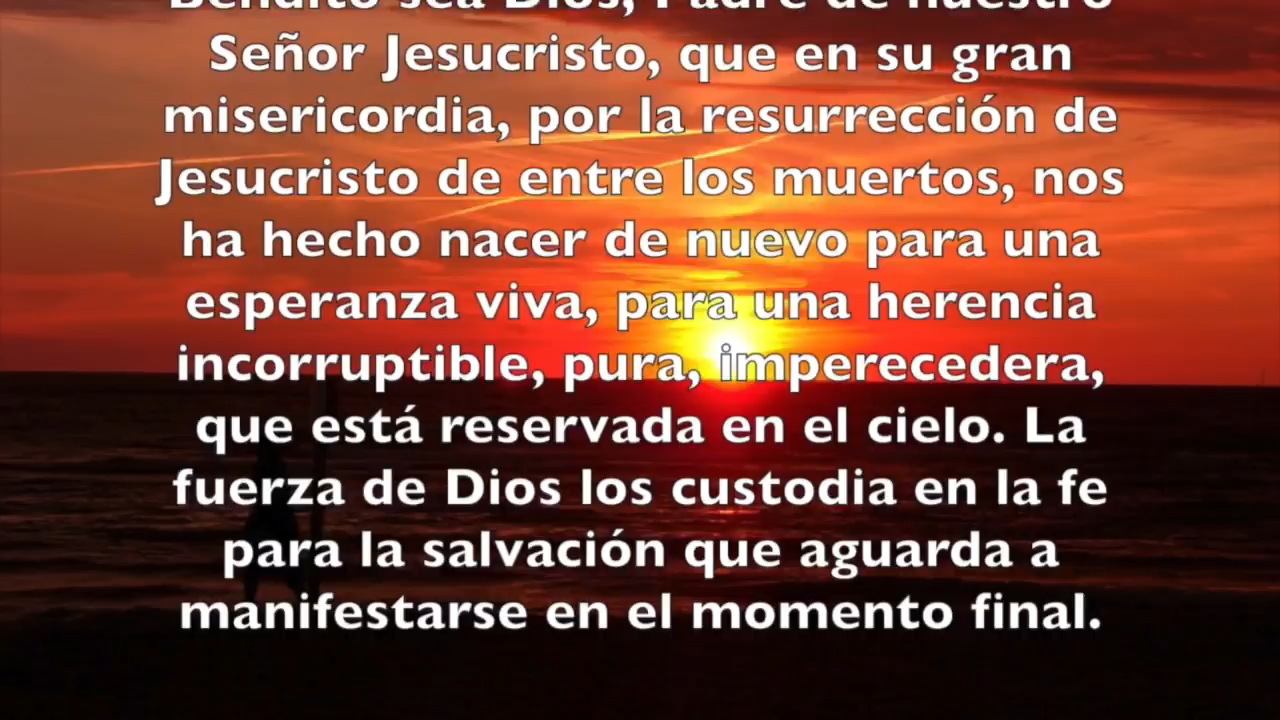 Bendito sea Dios, Padre de nuestro
Señor Jesucristo, que en su gran
misericordia, por la resurrección de
Jesucristo de entre los muertos, nos
ha hecho nacer de nuevo para una
esperanza viva, para una herencia
incorruptible, pura, imperecedera,
que está reservada en el cielo. La
fuerza de Dios los custodia en la fe
para la salvación que aguarda a
manifestarse en el momento final.